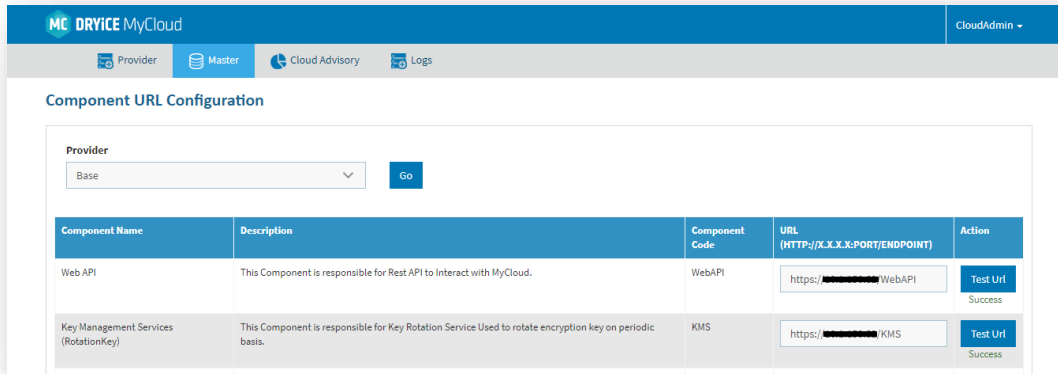 MC DRYiCE MyCloud
CloudAdmin
Provider
Master
Cloud Advisory
Logs
Component URL Configuration
Provider
Base
Go
Component Name
Description
Component
Code
URL
(HTTP://X.X.X.X:PORT/ENDPOINT)
Action
Web API
This Component is responsible for Rest API to Interact with MyCloud.
WebAPI
https:// /WebAPI
Test Url
Success
Key Management Services
(RotationKey)
This Component is responsible for Key Rotation Service Used to rotate encryption key on periodic
basis.
KMS
https:// /KMS
Test Url
Success